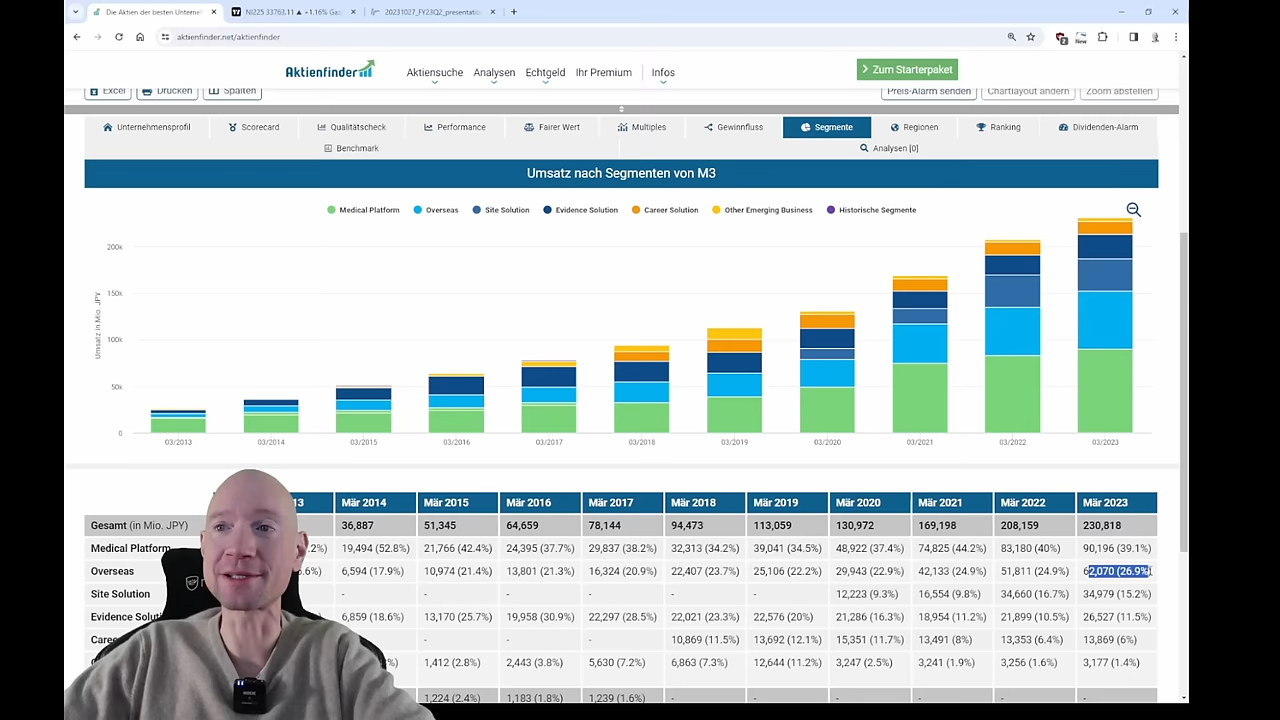 Die Aktien der besten Unterne
NI225 33763.11 ▲ +1.16%
20231027_FY23Q2_presentatio
aktienfinder.net/aktienfinder
New
Aktienfinder
Aktiensuche Analysen Echtgeld Ihr Premium Infos
Zum Starterpaket
Excel Drucken Spalten Preis-Alarm senden Chartlayout ändern Zoom abstellen
Unternehmensprofil Scorecard Qualitätscheck Performance Fairer Wert Multiples Gewinnfluss Segmente Regionen Ranking Dividenden-Alarm
Benchmark Analysen [0]
Umsatz nach Segmenten von M3
Medical Platform Overseas Site Solution Evidence Solution Career Solution Other Emerging Business Historische Segmente
Umsatz in Mio. JPY
200k
150k
100k
50k
0
03/2013 03/2014 03/2015 03/2016 03/2017 03/2018 03/2019 03/2020 03/2021 03/2022 03/2023
13 Mär 2014 Mär 2015 Mär 2016 Mär 2017 Mär 2018 Mär 2019 Mär 2020 Mär 2021 Mär 2022 Mär 2023
Gesamt (in Mio. JPY) 36,887 51,345 64,659 78,144 94,473 113,059 130,972 169,198 208,159 230,818
Medical Platform .2%) 19,494 (52.8%) 21,766 (42.4%) 24,395 (37.7%) 29,837 (38.2%) 32,313 (34.2%) 39,041 (34.5%) 48,922 (37.4%) 74,825 (44.2%) 83,180 (40%) 90,196 (39.1%)
Overseas .6%) 6,594 (17.9%) 10,974 (21.4%) 13,801 (21.3%) 16,324 (20.9%) 22,407 (23.7%) 25,106 (22.2%) 29,943 (22.9%) 42,133 (24.9%) 51,811 (24.9%) 62,070 (26.9%)
Site Solution - - - - - - 12,223 (9.3%) 16,554 (9.8%) 34,660 (16.7%) 34,979 (15.2%)
Evidence Soluti 6,859 (18.6%) 13,170 (25.7%) 19,958 (30.9%) 22,297 (28.5%) 22,021 (23.3%) 22,576 (20%) 21,286 (16.3%) 18,954 (11.2%) 21,899 (10.5%) 26,527 (11.5%)
Caree - - - - 10,869 (11.5%) 13,692 (12.1%) 15,351 (11.7%) 13,491 (8%) 13,353 (6.4%) 13,869 (6%)
1,412 (2.8%) 2,443 (3.8%) 5,630 (7.2%) 6,863 (7.3%) 12,644 (11.2%) 3,247 (2.5%) 3,241 (1.9%) 3,256 (1.6%) 3,177 (1.4%)
1,224 (2.4%) 1,183 (1.8%) 1,239 (1.6%) - - - - - -